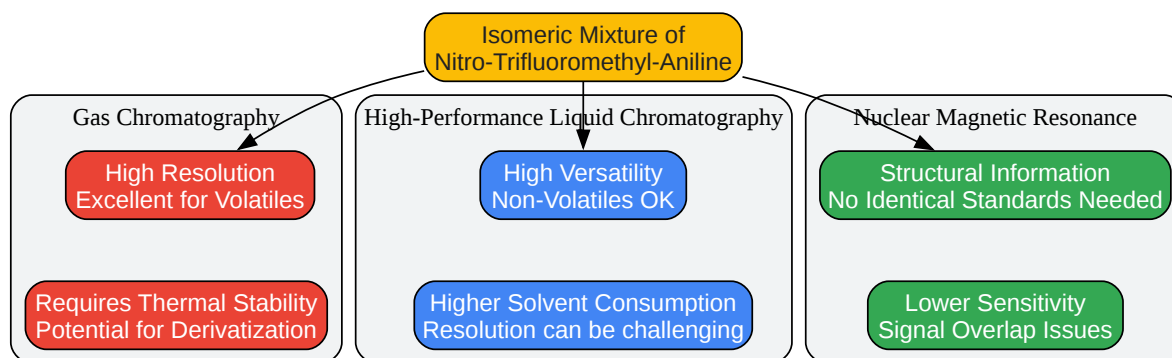 Isomeric Mixture of
Nitro-Trifluoromethyl-Aniline
Gas Chromatography
High Resolution
Excellent for Volatiles
Requires Thermal Stability
Potential for Derivatization
High-Performance Liquid Chromatography
High Versatility
Non-Volatiles OK
Higher Solvent Consumption
Resolution can be challenging
Nuclear Magnetic Resonance
Structural Information
No Identical Standards Needed
Lower Sensitivity
Signal Overlap Issues